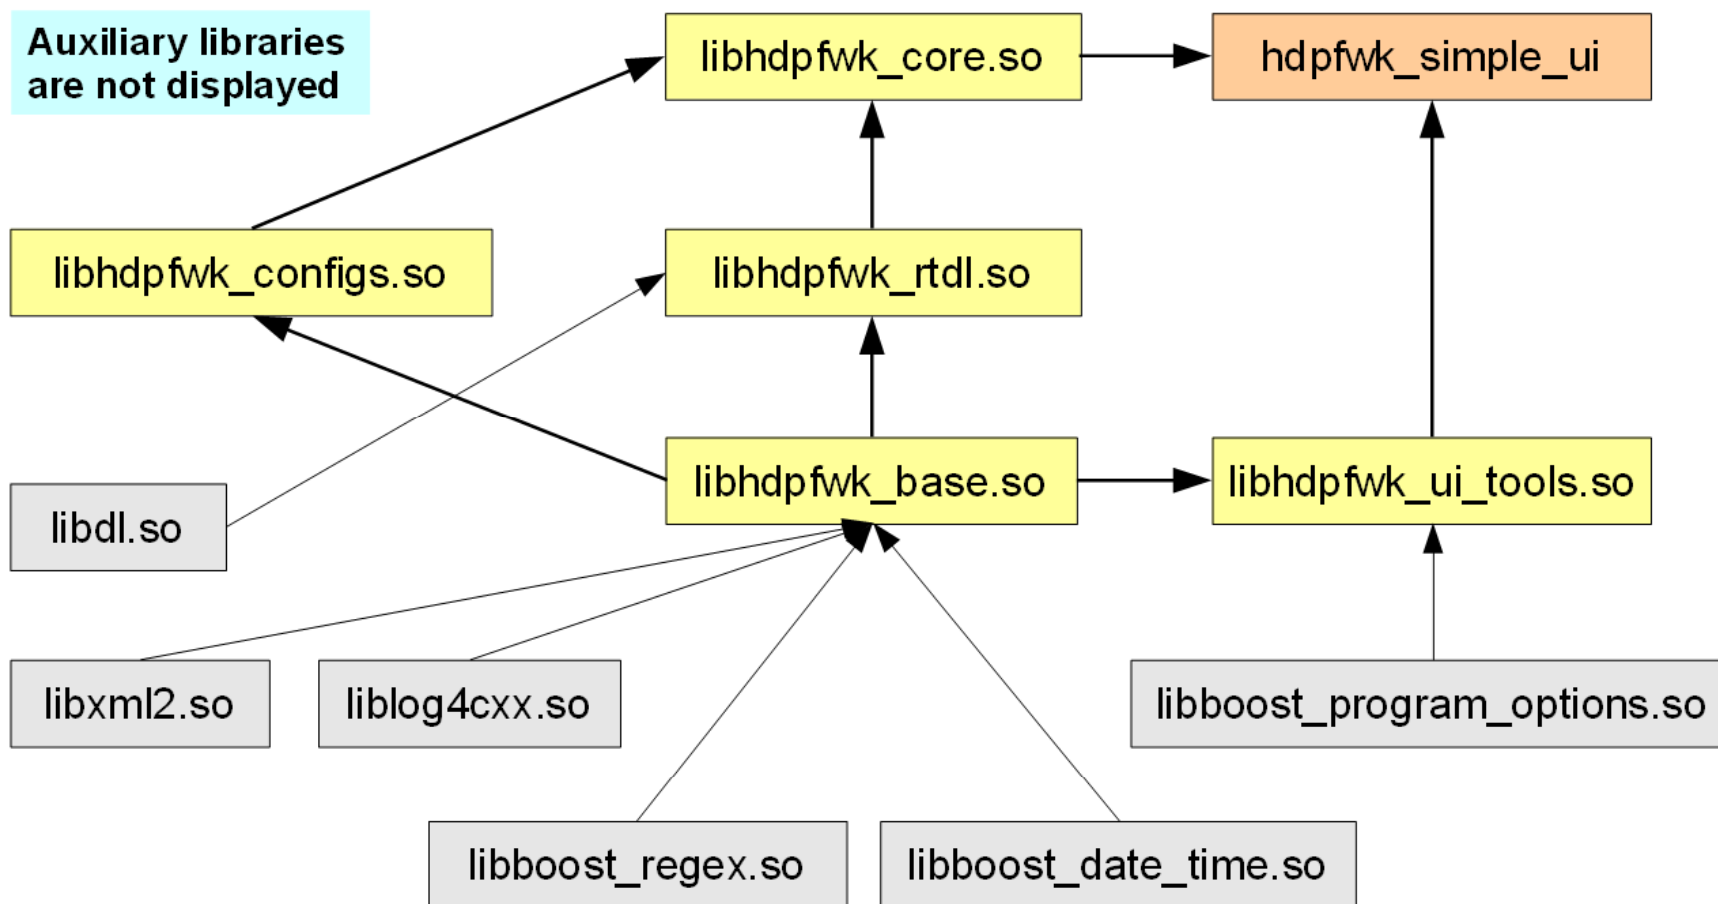 Auxiliary libraries
are not displayed
libhdpfwk_core.so
hdpfwk_simple_ui
libhdpfwk_configs.so
libhdpfwk_rtdl.so
libhdpfwk_base.so
libhdpfwk_ui_tools.so
libdl.so
libxml2.so
liblog4cxx.so
libboost_program_options.so
libboost_regex.so
libboost_date_time.so